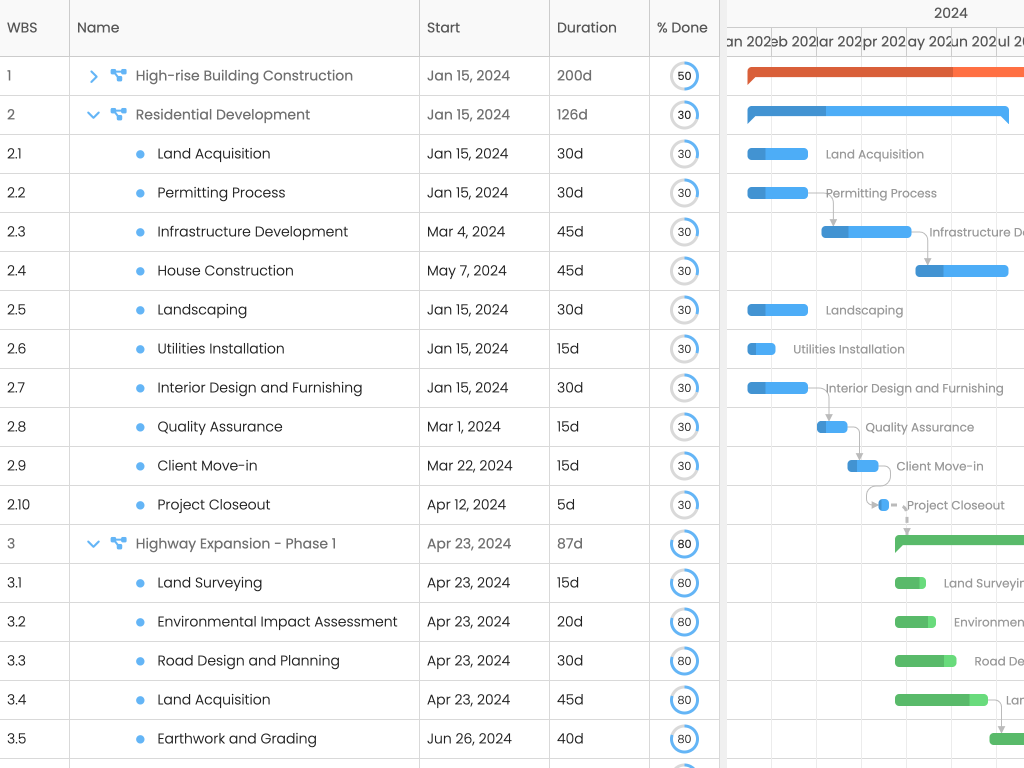 WBS Name Start Duration % Done 2024
an 202 eb 202 ar 202 pr 202 ay 202 un 202 ul 20
1 High-rise Building Construction Jan 15, 2024 200d 50
2 Residential Development Jan 15, 2024 126d 30
2.1 Land Acquisition Jan 15, 2024 30d 30 Land Acquisition
2.2 Permitting Process Jan 15, 2024 30d 30 Permitting Process
2.3 Infrastructure Development Mar 4, 2024 45d 30 Infrastructure D
2.4 House Construction May 7, 2024 45d 30
2.5 Landscaping Jan 15, 2024 30d 30 Landscaping
2.6 Utilities Installation Jan 15, 2024 15d 30 Utilities Installation
2.7 Interior Design and Furnishing Jan 15, 2024 30d 30 Interior Design and Furnishing
2.8 Quality Assurance Mar 1, 2024 15d 30 Quality Assurance
2.9 Client Move-in Mar 22, 2024 15d 30 Client Move-in
2.10 Project Closeout Apr 12, 2024 5d 30 Project Closeout
3 Highway Expansion - Phase 1 Apr 23, 2024 87d 80
3.1 Land Surveying Apr 23, 2024 15d 80 Land Surveyin
3.2 Environmental Impact Assessment Apr 23, 2024 20d 80 Environmen
3.3 Road Design and Planning Apr 23, 2024 30d 80 Road De
3.4 Land Acquisition Apr 23, 2024 45d 80 Lan
3.5 Earthwork and Grading Jun 26, 2024 40d 80